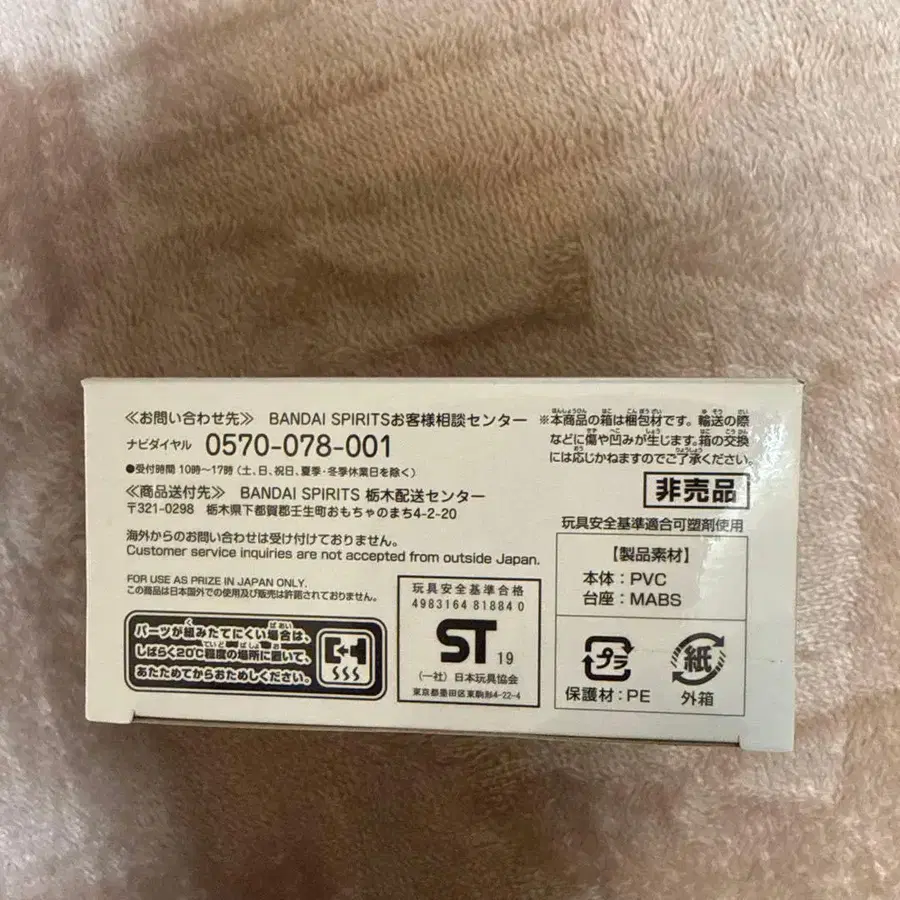 ≪お問い合わせ先≫ BANDAI SPIRITSお客様相談センター
ナビダイヤル 0570-078-001
●受付時間 10時～17時 (土、日、祝日、夏季・冬季休業日を除く)
≪商品送付先≫ BANDAI SPIRITS 栃木配送センター
〒321-0298 栃木県下都賀郡壬生町おもちゃのまち4-2-20
海外からのお問い合わせは受け付けておりません。
Customer service inquiries are not accepted from outside Japan.
FOR USE AS PRIZE IN JAPAN ONLY.
この商品は日本国外での使用及び販売は許諾されておりません。
パーツが組みたてにくい場合は、
しばらく20℃程度の場所に置いて、
あたためてからおためしください。
玩具安全基準合格
4983164 81884 0
ST 19
(一社) 日本玩具協会
東京都墨田区東駒形4-22-4
※本商品の箱は梱包材です。輸送の際
などに傷や凹みが生じます。箱の交換
には応じかねますのでご了承ください。
非売品
玩具安全基準適合可塑剤使用
【製品素材】
本体：PVC
台座：MABS
プラ
保護材：PE
紙
外箱